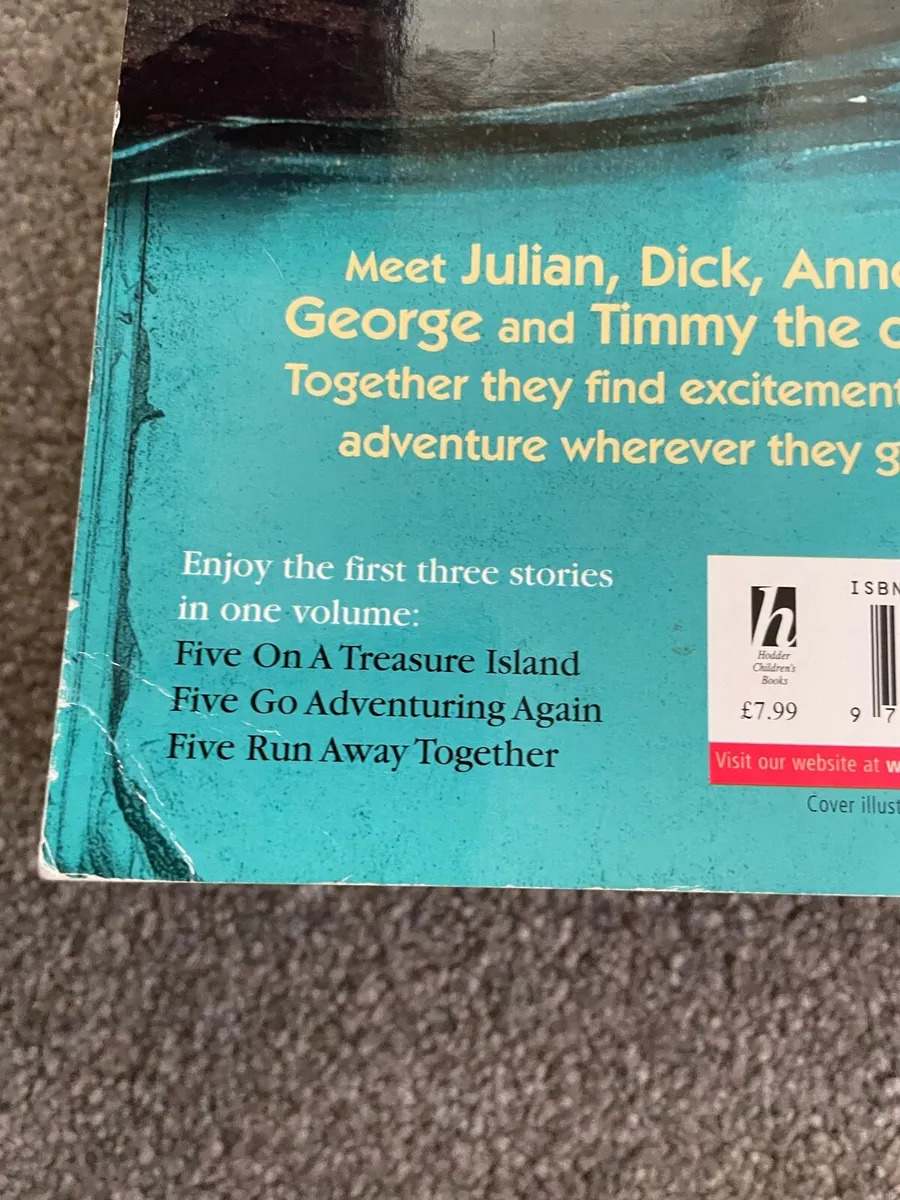 Meet Julian, Dick, Anne
George and Timmy the
Together they find excitement
adventure wherever they
Enjoy the first three stories
in one volume:
Five On A Treasure Island
Five Go Adventuring Again
Five Run Away Together
h
Hodder
Children's
Books
£7.99
ISBN
9 7
Visit our website at
Cover